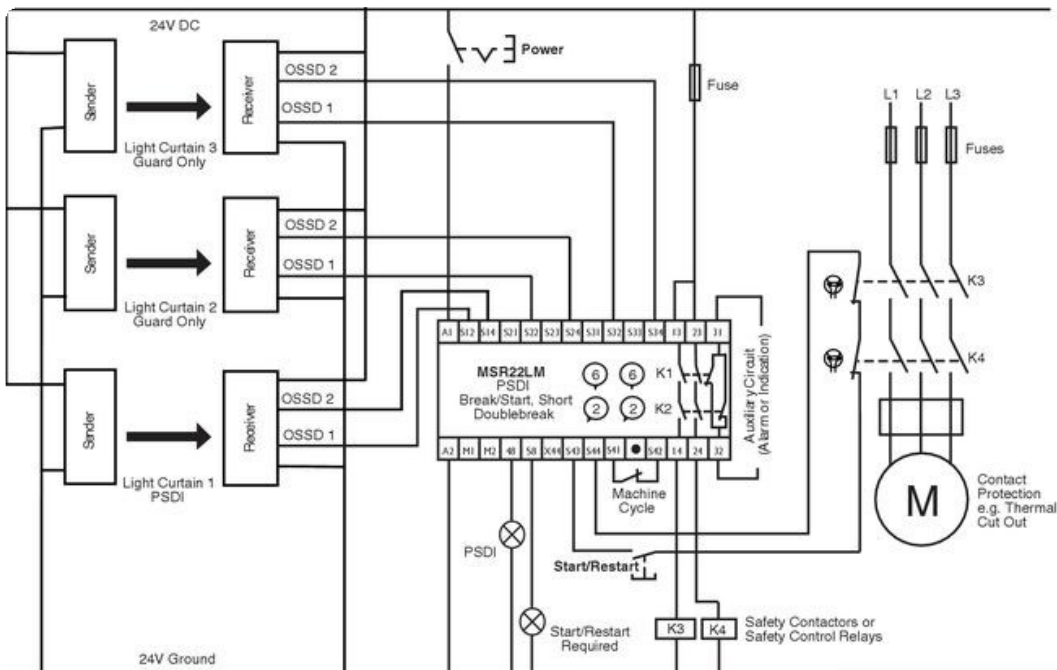 24V DC
Power
Sender
Receiver
OSSD 2
OSSD 1
Light Curtain 3
Guard Only
Fuse
L1 L2 L3
Fuses
Sender
Receiver
OSSD 2
OSSD 1
Light Curtain 2
Guard Only
K3
K4
A1 S12 S14 S21 S22 S23 S24 S31 S32 S33 S34 13 23 31
MSR22LM
PSDI
Break/Start, Short
Doublebreak
6 6
2 2
K1
K2
Auxiliary Circuit
(Alarm or Indication)
A2 M1 M2 48 58 X44 S43 S44 S41 S42 14 24 32
Machine
Cycle
Sender
Receiver
OSSD 2
OSSD 1
Light Curtain 1
PSDI
M
Contact
Protection
e.g. Thermal
Cut Out
PSDI
Start/Restart
Start/Restart
Required
K3 K4
Safety Contactors or
Safety Control Relays
24V Ground